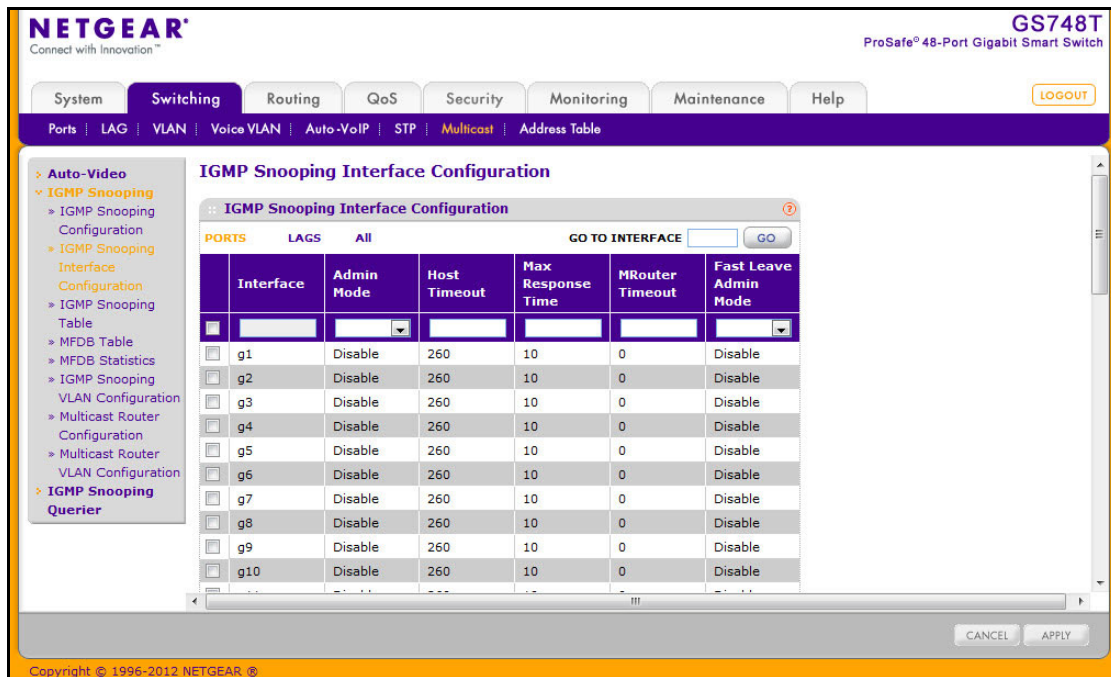 NETGEAR®
Connect with Innovation™
GS748T
ProSafe® 48-Port Gigabit Smart Switch
System Switching Routing QoS Security Monitoring Maintenance Help LOGOUT
Ports | LAG | VLAN | Voice VLAN | Auto-VoIP | STP | Multicast | Address Table
Auto-Video
IGMP Snooping
» IGMP Snooping
Configuration
» IGMP Snooping
Interface
Configuration
» IGMP Snooping
Table
» MFDB Table
» MFDB Statistics
» IGMP Snooping
VLAN Configuration
» Multicast Router
Configuration
» Multicast Router
VLAN Configuration
IGMP Snooping
Querier
IGMP Snooping Interface Configuration
IGMP Snooping Interface Configuration ?
PORTS LAGS All GO TO INTERFACE GO
Interface Admin Mode Host Timeout Max Response Time MRouter Timeout Fast Leave Admin Mode
g1 Disable 260 10 0 Disable
g2 Disable 260 10 0 Disable
g3 Disable 260 10 0 Disable
g4 Disable 260 10 0 Disable
g5 Disable 260 10 0 Disable
g6 Disable 260 10 0 Disable
g7 Disable 260 10 0 Disable
g8 Disable 260 10 0 Disable
g9 Disable 260 10 0 Disable
g10 Disable 260 10 0 Disable
CANCEL APPLY
Copyright © 1996-2012 NETGEAR ®